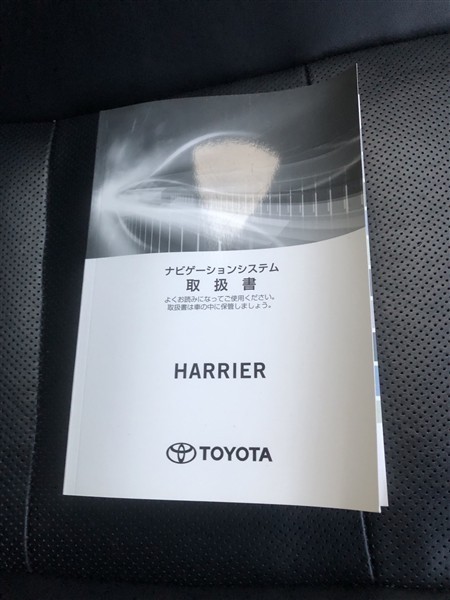 ナビゲーションシステム
取扱書
よくお読みになってご使用ください。
取扱書は車の中に保管しましょう。
HARRIER
TOYOTA